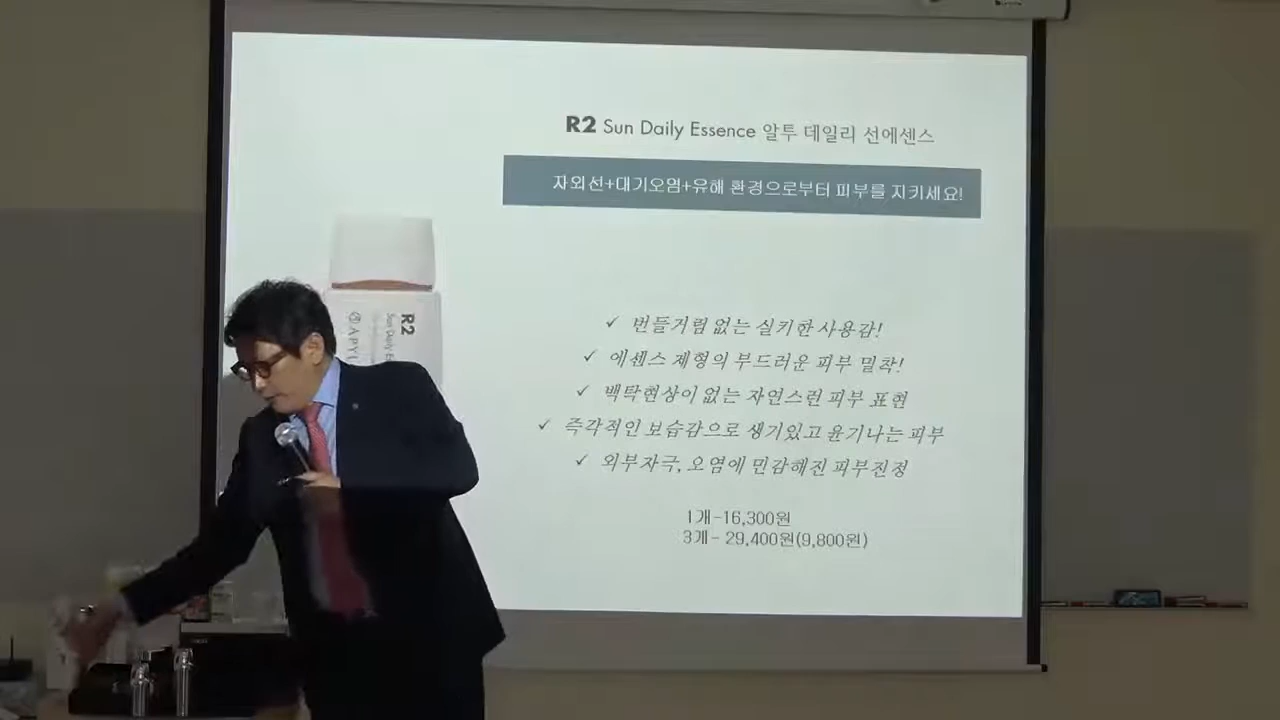 R2 Sun Daily Essence 알투 데일리 선에센스
자외선+대기오염+유해 환경으로부터 피부를 지키세요!
✓ 번들거림 없는 실키한 사용감!
✓ 에센스 제형의 부드러운 피부 밀착!
✓ 백탁현상이 없는 자연스런 피부 표현
✓ 즉각적인 보습감으로 생기있고 윤기나는 피부
✓ 외부자극, 오염에 민감해진 피부진정
1개-16,300원
3개- 29,400원(9,800원)
R2
Sun Daily